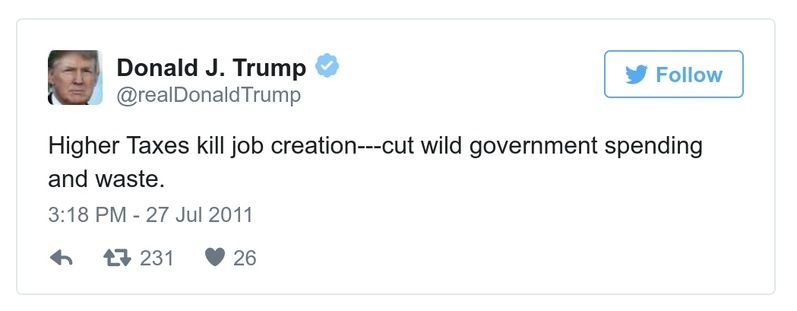 Donald J. Trump
@realDonaldTrump
Follow
Higher Taxes kill job creation---cut wild government spending
and waste.
3:18 PM - 27 Jul 2011
231 26